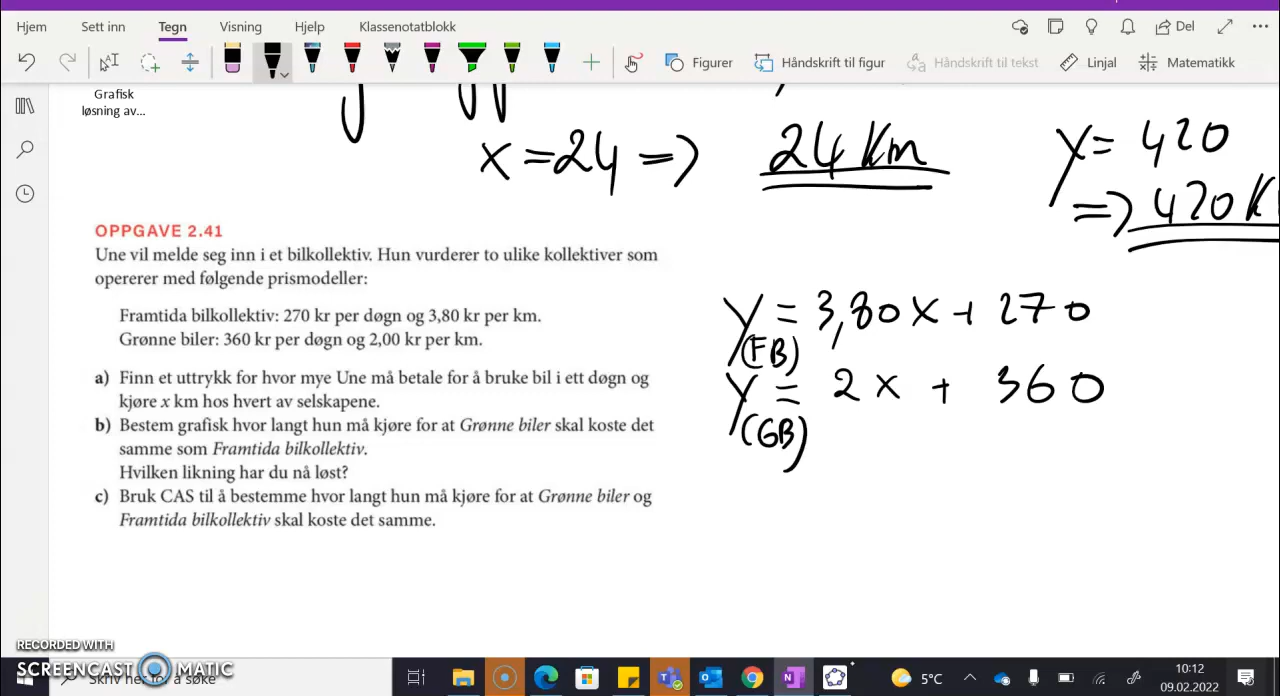 Hjem Sett inn Tegn Visning Hjelp Klassenotatblokk Del
Figurer Håndskrift til figur Håndskrift til tekst Linjal Matematikk
Grafisk
løsning av...
x = 24 => 24 Km
y = 420
=> 420 K
OPPGAVE 2.41
Une vil melde seg inn i et bilkollektiv. Hun vurderer to ulike kollektiver som
opererer med følgende prismodeller:
Framtida bilkollektiv: 270 kr per døgn og 3,80 kr per km.
Grønne biler: 360 kr per døgn og 2,00 kr per km.
a) Finn et uttrykk for hvor mye Une må betale for å bruke bil i ett døgn og
kjøre x km hos hvert av selskapene.
b) Bestem grafisk hvor langt hun må kjøre for at Grønne biler skal koste det
samme som Framtida bilkollektiv.
Hvilken likning har du nå løst?
c) Bruk CAS til å bestemme hvor langt hun må kjøre for at Grønne biler og
Framtida bilkollektiv skal koste det samme.
y = 3,80x + 270
(FB)
y = 2x + 360
(GB)
RECORDED WITH
SCREENCAST MATIC
Skriv her for å søke
5°C
10:12
09.02.2022